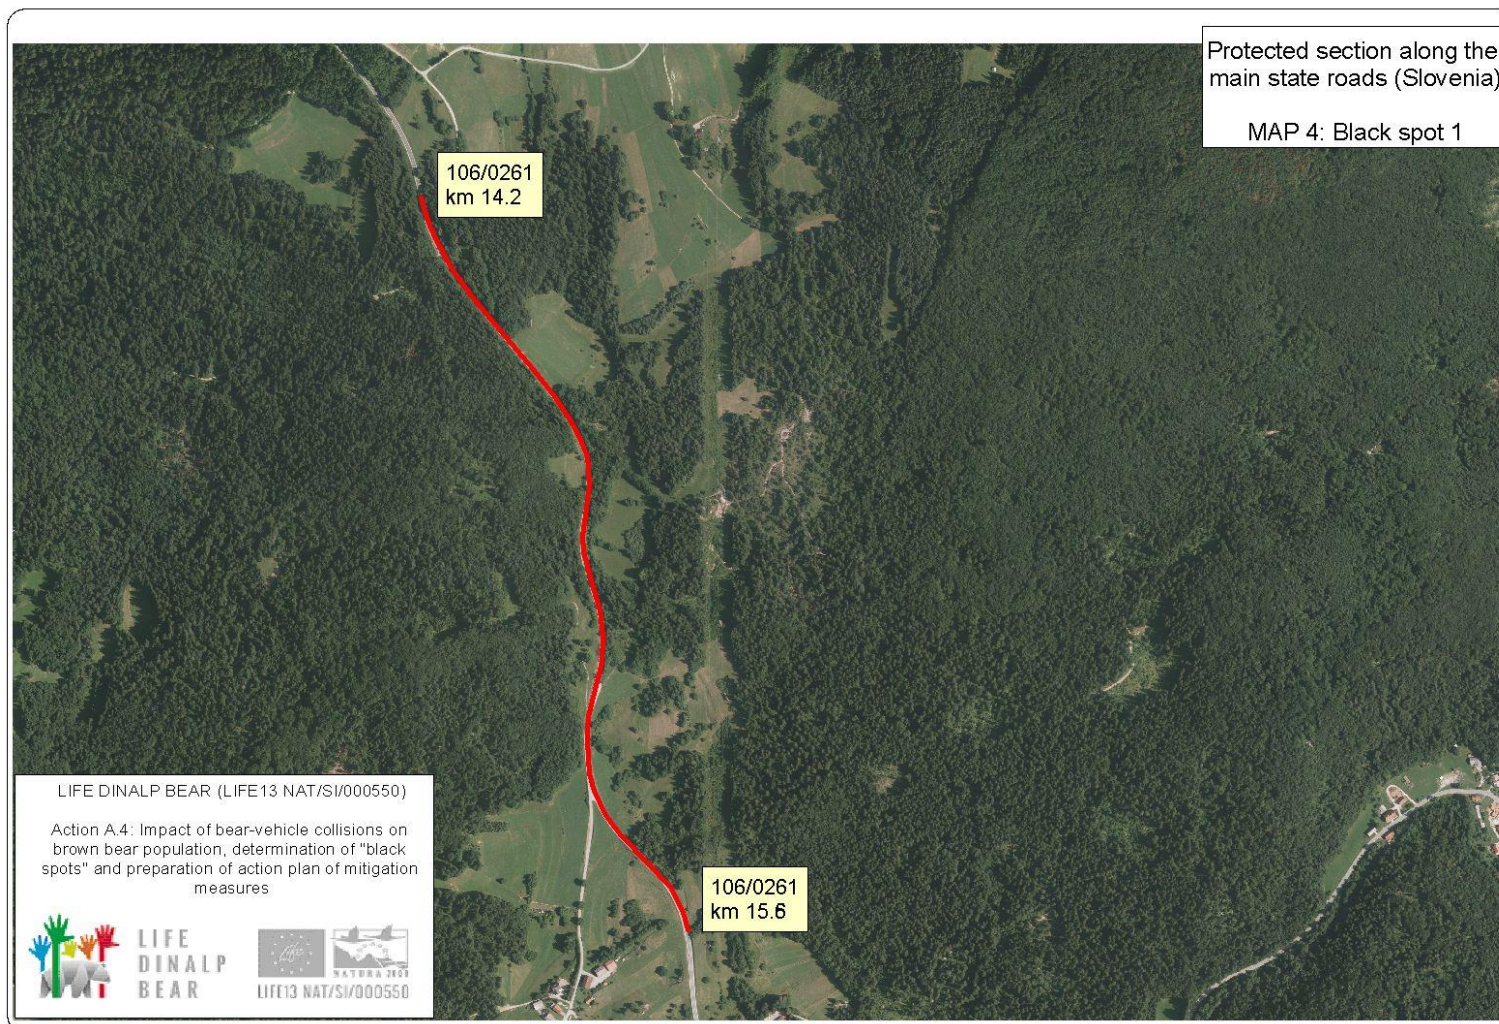 Protected section along the
main state roads (Slovenia)
MAP 4: Black spot 1
106/0261
km 14.2
106/0261
km 15.6
LIFE DINALP BEAR (LIFE13 NAT/SI/000550)
Action A.4: Impact of bear-vehicle collisions on
brown bear population, determination of "black
spots" and preparation of action plan of mitigation
measures
LIFE
DINALP
BEAR
Life
NATURA 2000
LIFE13 NAT/SI/000550